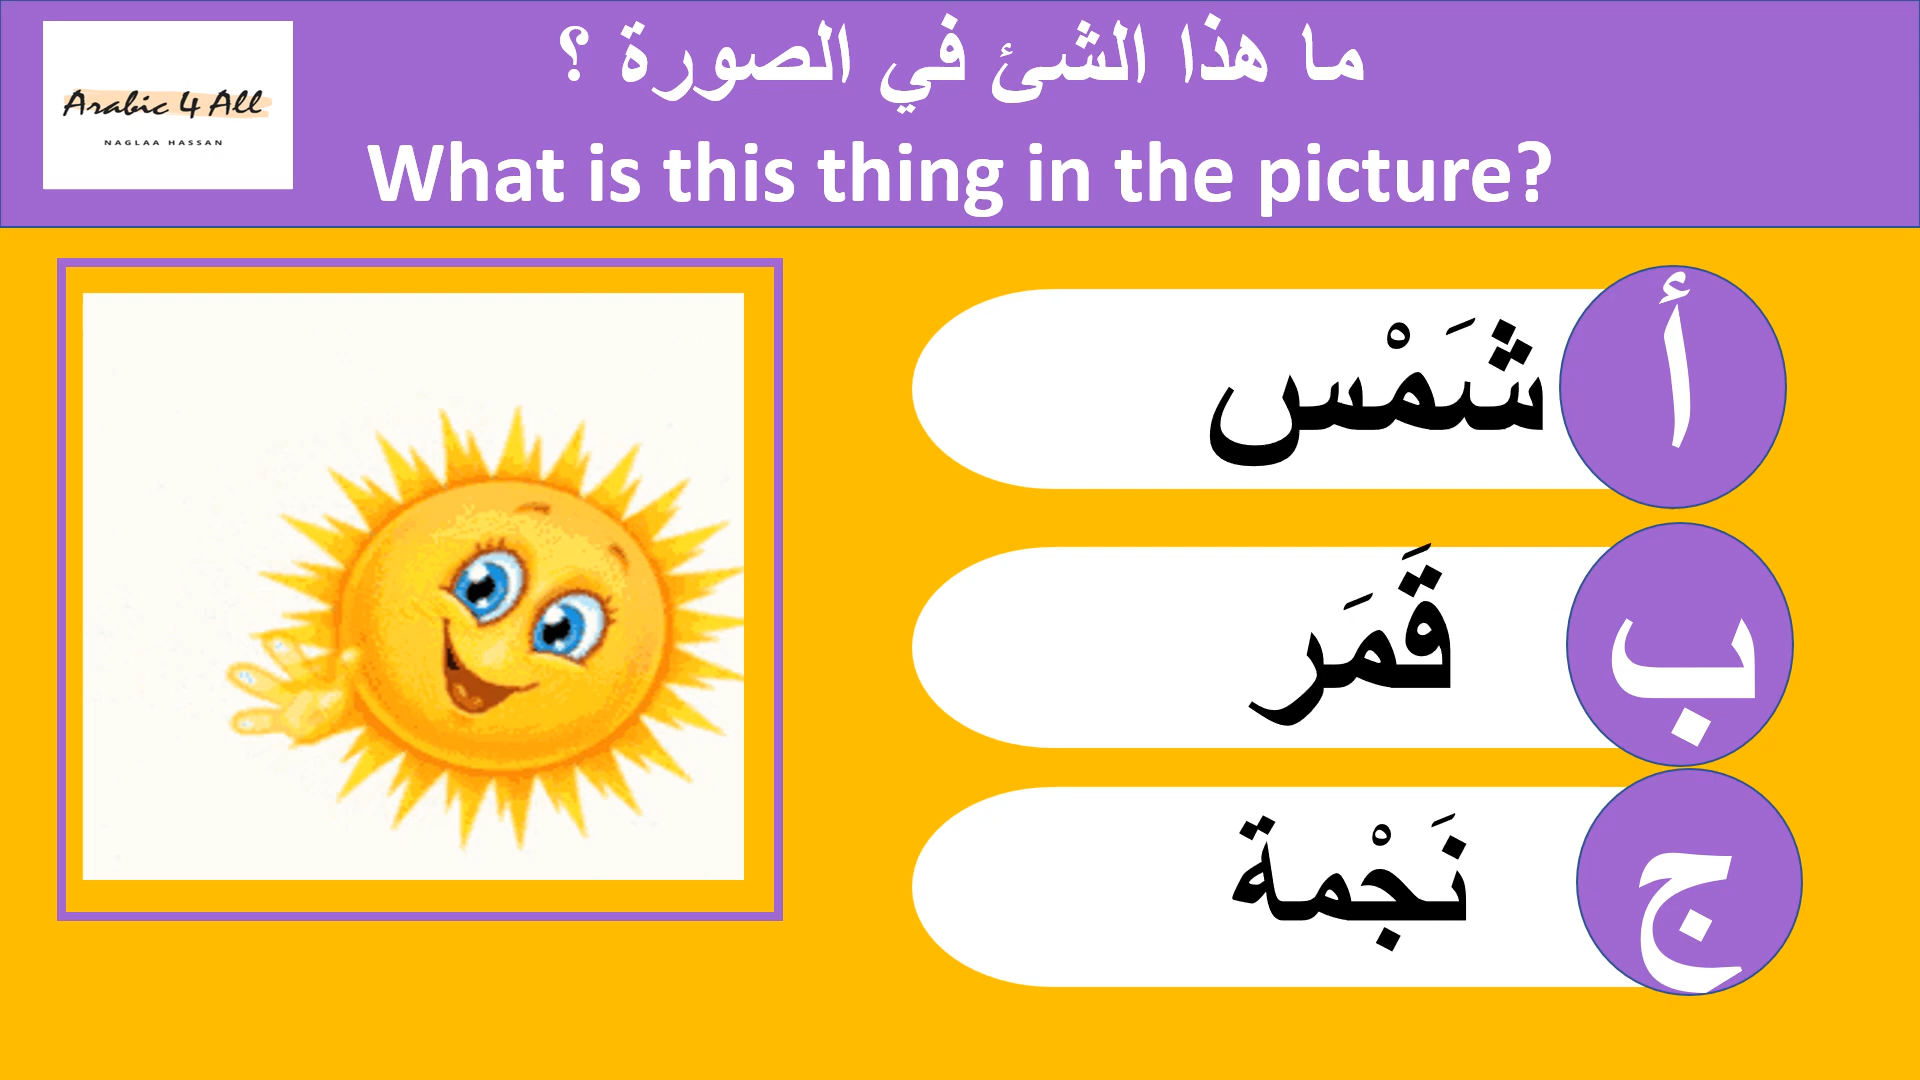 ما هذا الشئ في الصورة ؟
What is this thing in the picture?
Arabic 4 All
NAGLAA HASSAN
أ
شَمْس
ب
قَمَر
ج
نَجْمة